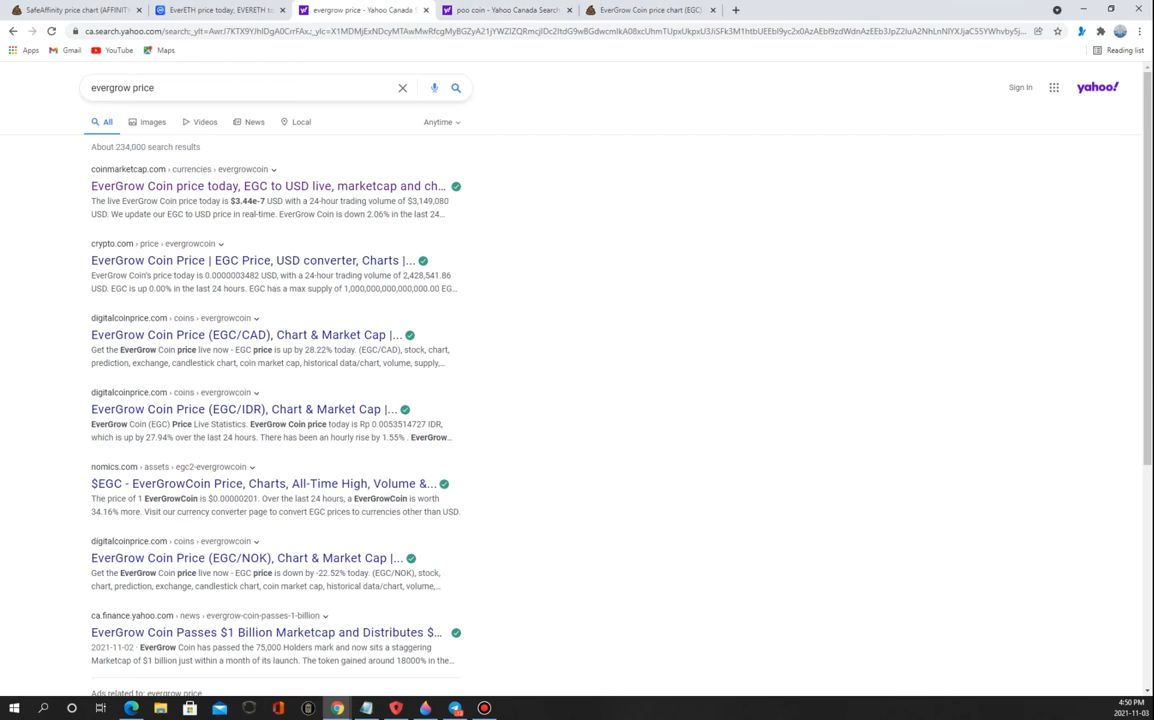 SafeAffinity price chart (AFFINIT
EverETH price today, EVERETH to
evergrow price - Yahoo Canada S
poo coin - Yahoo Canada Search
EverGrow Coin price chart (EGC)
Apps
Gmail
YouTube
Maps
Reading list
evergrow price
Sign In
yahoo!
All
Images
Videos
News
Local
Anytime
About 234,000 search results
coinmarketcap.com › currencies › evergrowcoin
EverGrow Coin price today, EGC to USD live, marketcap and ch...
The live EverGrow Coin price today is $3.44e-7 USD with a 24-hour trading volume of $3,149,080
USD. We update our EGC to USD price in real-time. EverGrow Coin is down 2.06% in the last 24...
crypto.com › price › evergrowcoin
EverGrow Coin Price | EGC Price, USD converter, Charts |...
EverGrow Coin's price today is 0.0000003482 USD, with a 24-hour trading volume of 2,428,541.86
USD. EGC is up 0.00% in the last 24 hours. EGC has a max supply of 1,000,000,000,000,000.00 EG...
digitalcoinprice.com › coins › evergrowcoin
EverGrow Coin Price (EGC/CAD), Chart & Market Cap |...
Get the EverGrow Coin price live now - EGC price is up by 28.22% today. (EGC/CAD), stock, chart,
prediction, exchange, candlestick chart, coin market cap, historical data/chart, volume, supply,...
digitalcoinprice.com › coins › evergrowcoin
EverGrow Coin Price (EGC/IDR), Chart & Market Cap |...
EverGrow Coin (EGC) Price Live Statistics. EverGrow Coin price today is Rp 0.0053514727 IDR,
which is up by 27.94% over the last 24 hours. There has been an hourly rise by 1.55% . EverGrow...
nomics.com › assets › egc2-evergrowcoin
$EGC - EverGrowCoin Price, Charts, All-Time High, Volume &...
The price of 1 EverGrowCoin is $0.00000201. Over the last 24 hours, a EverGrowCoin is worth
34.16% more. Visit our currency converter page to convert EGC prices to currencies other than USD.
digitalcoinprice.com › coins › evergrowcoin
EverGrow Coin Price (EGC/NOK), Chart & Market Cap |...
Get the EverGrow Coin price live now - EGC price is down by -22.52% today. (EGC/NOK), stock,
chart, prediction, exchange, candlestick chart, coin market cap, historical data/chart, volume,...
ca.finance.yahoo.com › news › evergrow-coin-passes-1-billion
EverGrow Coin Passes $1 Billion Marketcap and Distributes $...
2021-11-02 · EverGrow Coin has passed the 75,000 Holders mark and now sits a staggering
Marketcap of $1 billion just within a month of its launch. The token gained around 18000% in the...
Ads related to: evergrow price
4:50 PM
2021-11-03